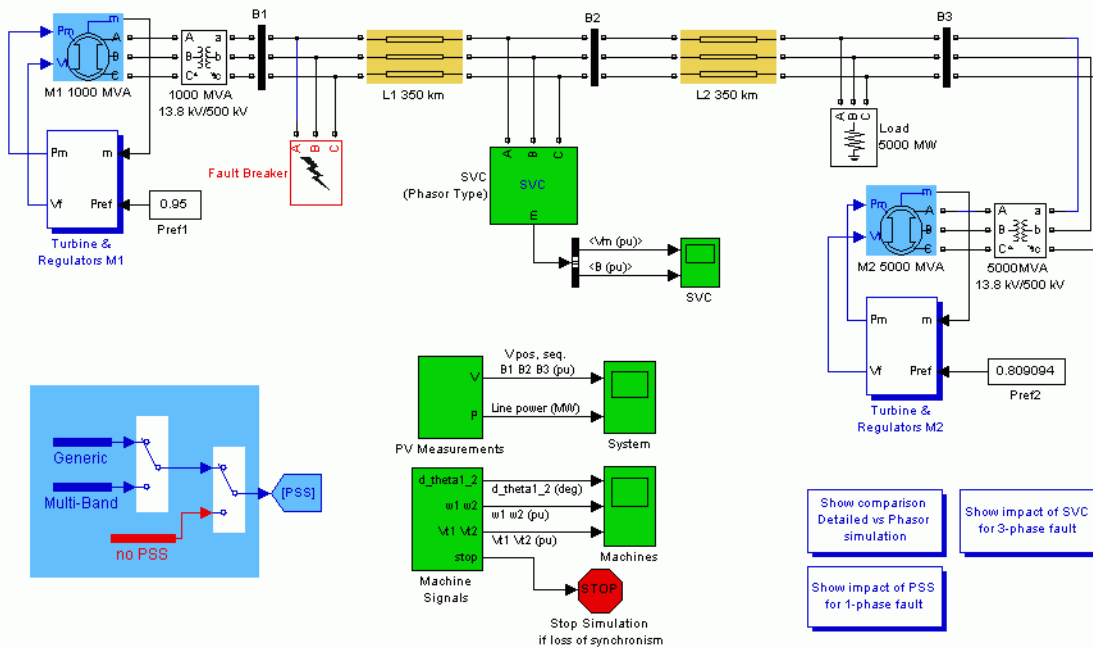 B1
B2
B3
Pm
m
Vf
A
B
C
M1 1000 MVA
A
a
B
b
C
c
1000 MVA
13.8 kV/500 kV
L1 350 km
L2 350 km
Pm
m
Vf
Pref
0.95
Pref1
Turbine &
Regulators M1
A
B
C
Fault Breaker
A
B
C
SVC
m
SVC
(Phasor Type)
<Vm (pu)>
<B (pu)>
SVC
A
B
C
Load
5000 MW
Pm
m
Vf
A
B
C
M2 5000 MVA
A
a
B
b
C
c
5000MVA
13.8 kV/500 kV
Pm
m
Vf
Pref
0.809094
Pref2
Turbine &
Regulators M2
Generic
Multi-Band
no PSS
[PSS]
V
P
PV Measurements
Vpos. seq.
B1 B2 B3 (pu)
Line power (MW)
System
d_theta1_2
w1 w2
Vt1 Vt2
stop
Machine
Signals
d_theta1_2 (deg)
w1 w2 (pu)
Vt1 Vt2 (pu)
Machines
STOP
Stop Simulation
if loss of synchronism
Show comparison
Detailed vs Phasor
simulation
Show impact of SVC
for 3-phase fault
Show impact of PSS
for 1-phase fault